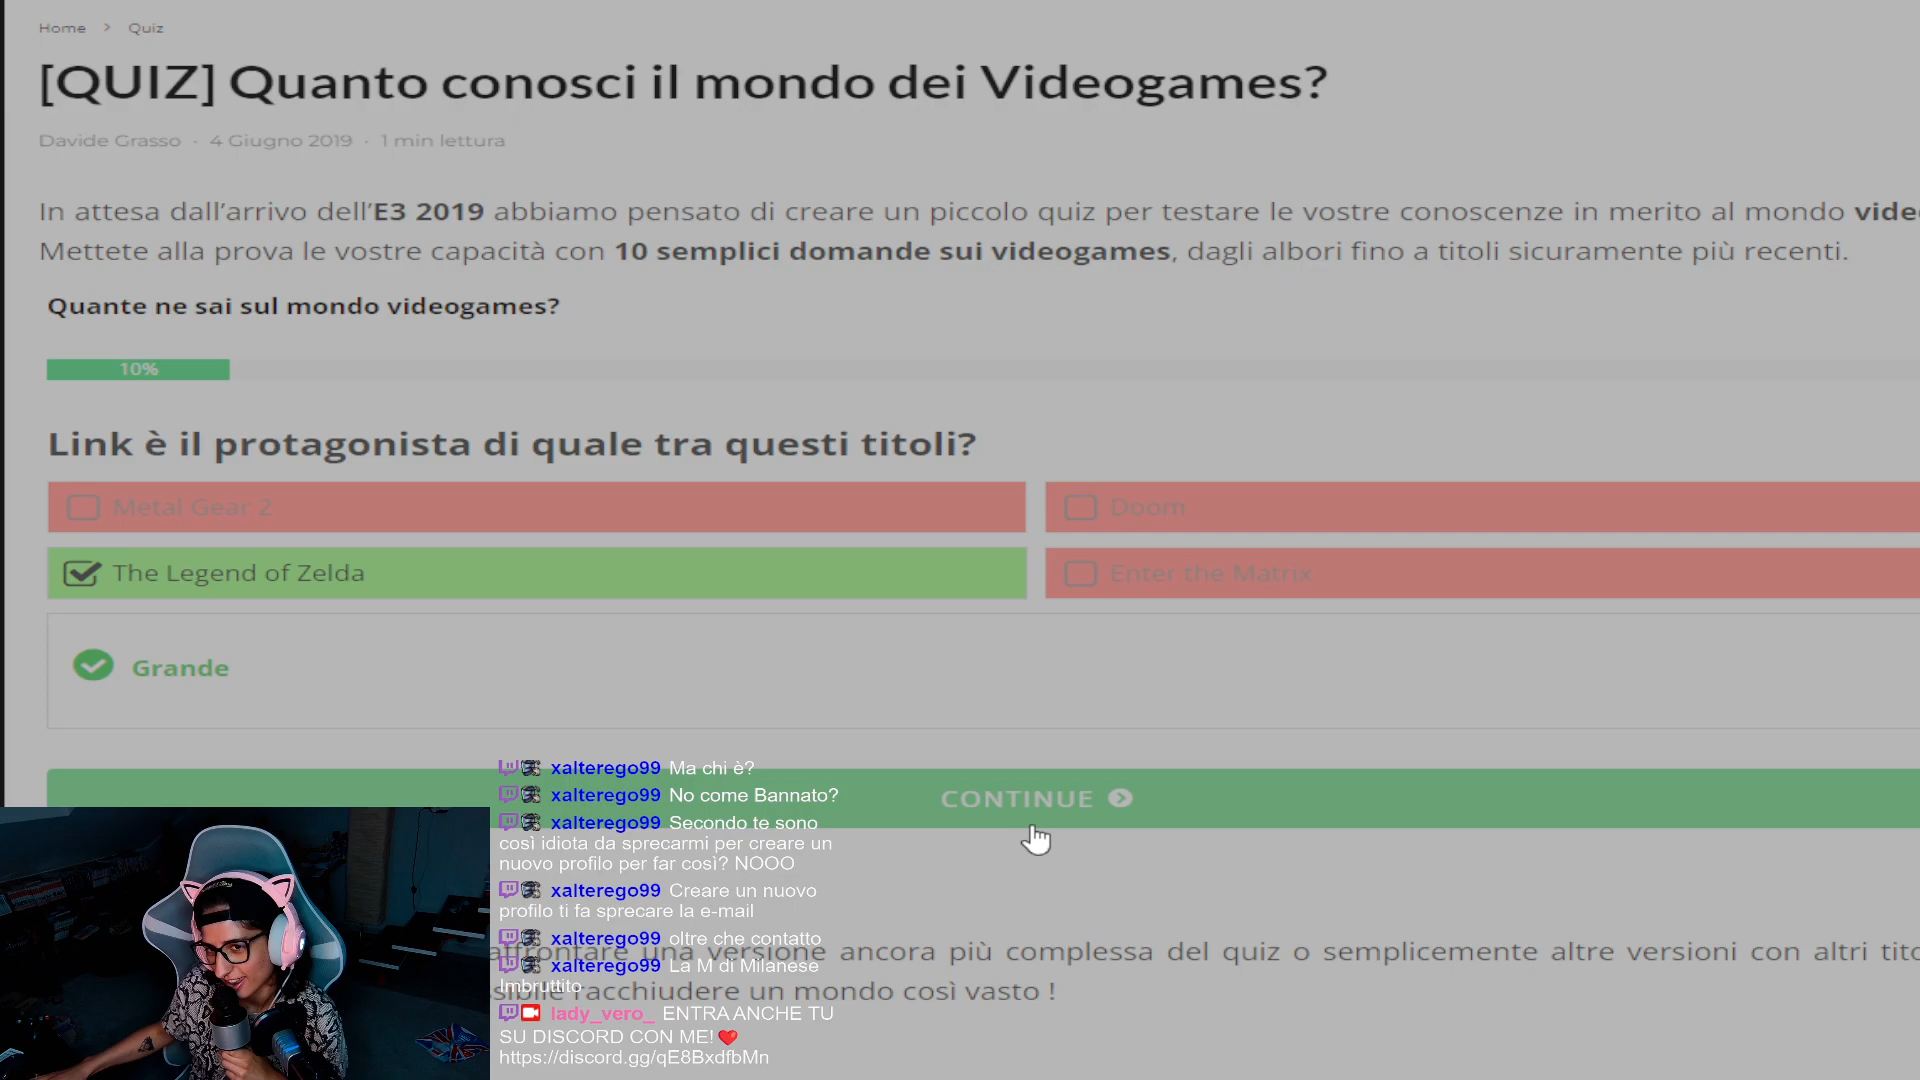 Home > Quiz
[QUIZ] Quanto conosci il mondo dei Videogames?
Davide Grasso · 4 Giugno 2019 · 1 min lettura
In attesa dall'arrivo dell'E3 2019 abbiamo pensato di creare un piccolo quiz per testare le vostre conoscenze in merito al mondo vide
Mettete alla prova le vostre capacità con 10 semplici domande sui videogames, dagli albori fino a titoli sicuramente più recenti.
Quante ne sai sul mondo videogames?
10%
Link è il protagonista di quale tra questi titoli?
Metal Gear 2
Doom
The Legend of Zelda
Enter the Matrix
Grande
CONTINUE
xalterego99 Ma chi è?
xalterego99 No come Bannato?
xalterego99 Secondo te sono
così idiota da sprecarmi per creare un
nuovo profilo per far così? NOOO
xalterego99 Creare un nuovo
profilo ti fa sprecare la e-mail
xalterego99 oltre che contatto
xalterego99 La M di Milanese
Imbruttito
lady_vero_ ENTRA ANCHE TU
SU DISCORD CON ME!❤️
https://discord.gg/qE8BxdfbMn
affrontare una versione ancora più complessa del quiz o semplicemente altre versioni con altri tito
racchiudere un mondo così vasto !